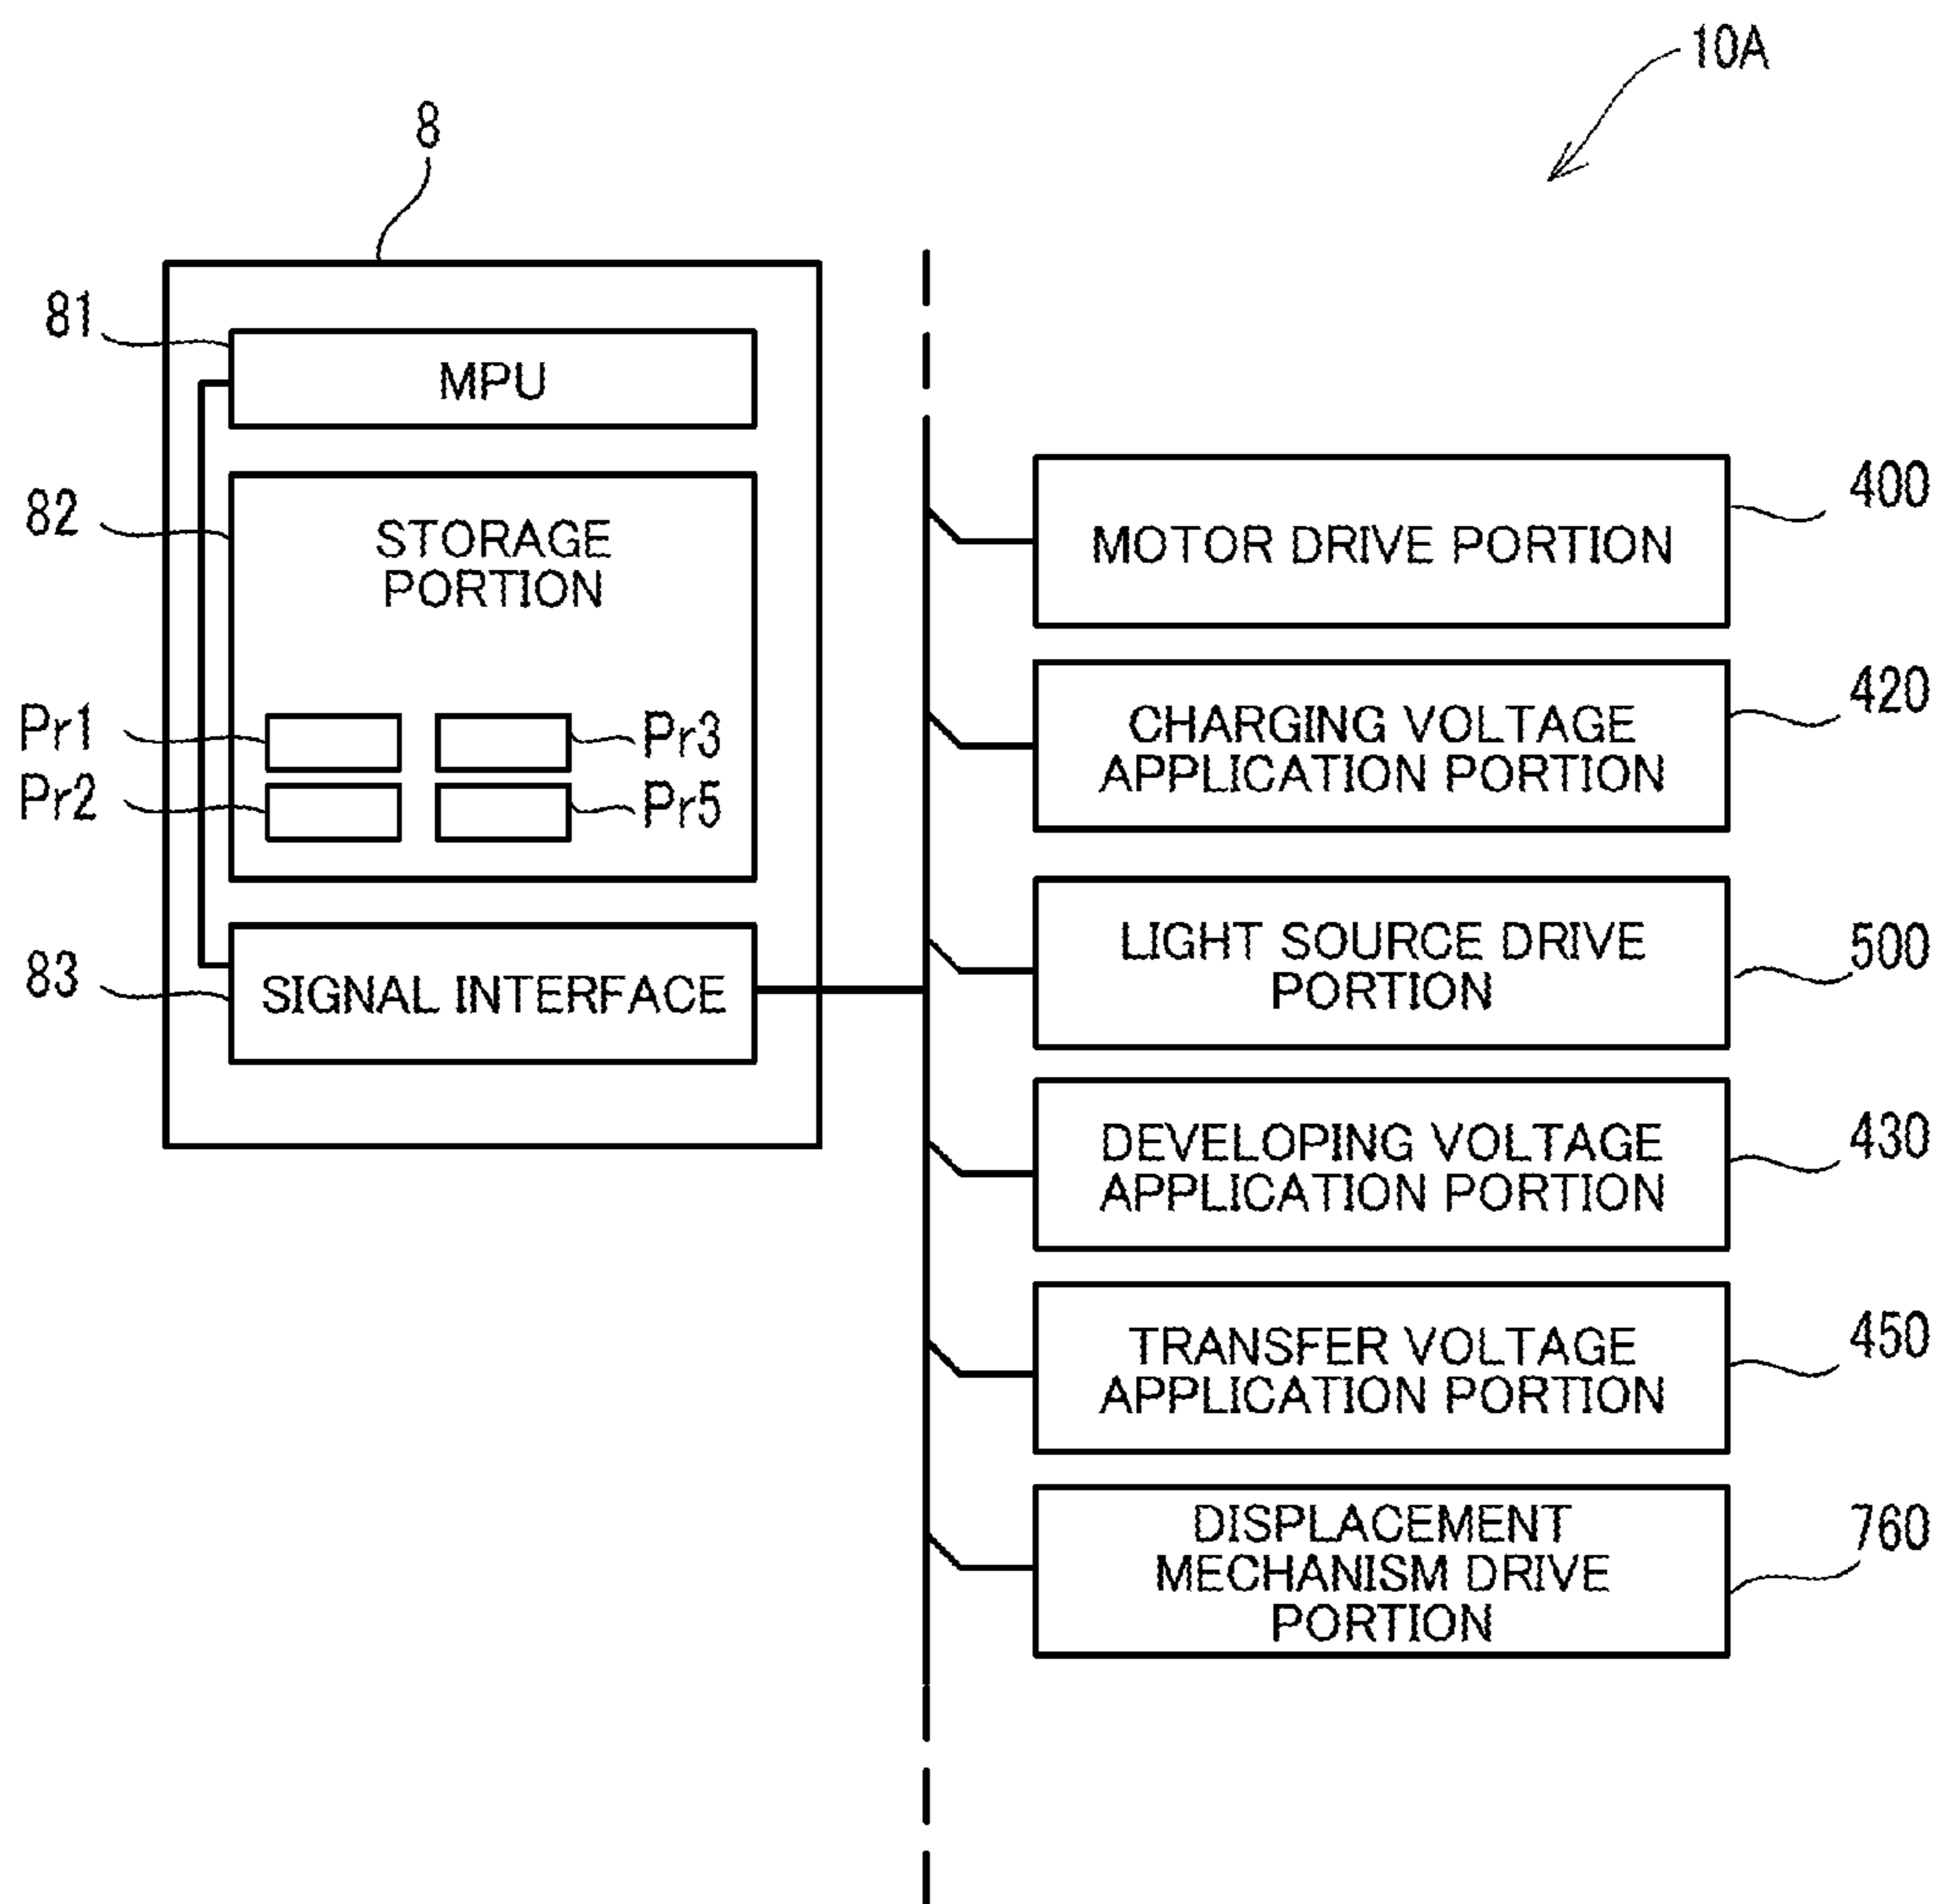 10A
8
81
MPU
82
STORAGE
PORTION
Pr1
Pr3
Pr2
Pr5
83
SIGNAL INTERFACE
400
MOTOR DRIVE PORTION
420
CHARGING VOLTAGE
APPLICATION PORTION
500
LIGHT SOURCE DRIVE
PORTION
430
DEVELOPING VOLTAGE
APPLICATION PORTION
450
TRANSFER VOLTAGE
APPLICATION PORTION
760
DISPLACEMENT
MECHANISM DRIVE
PORTION